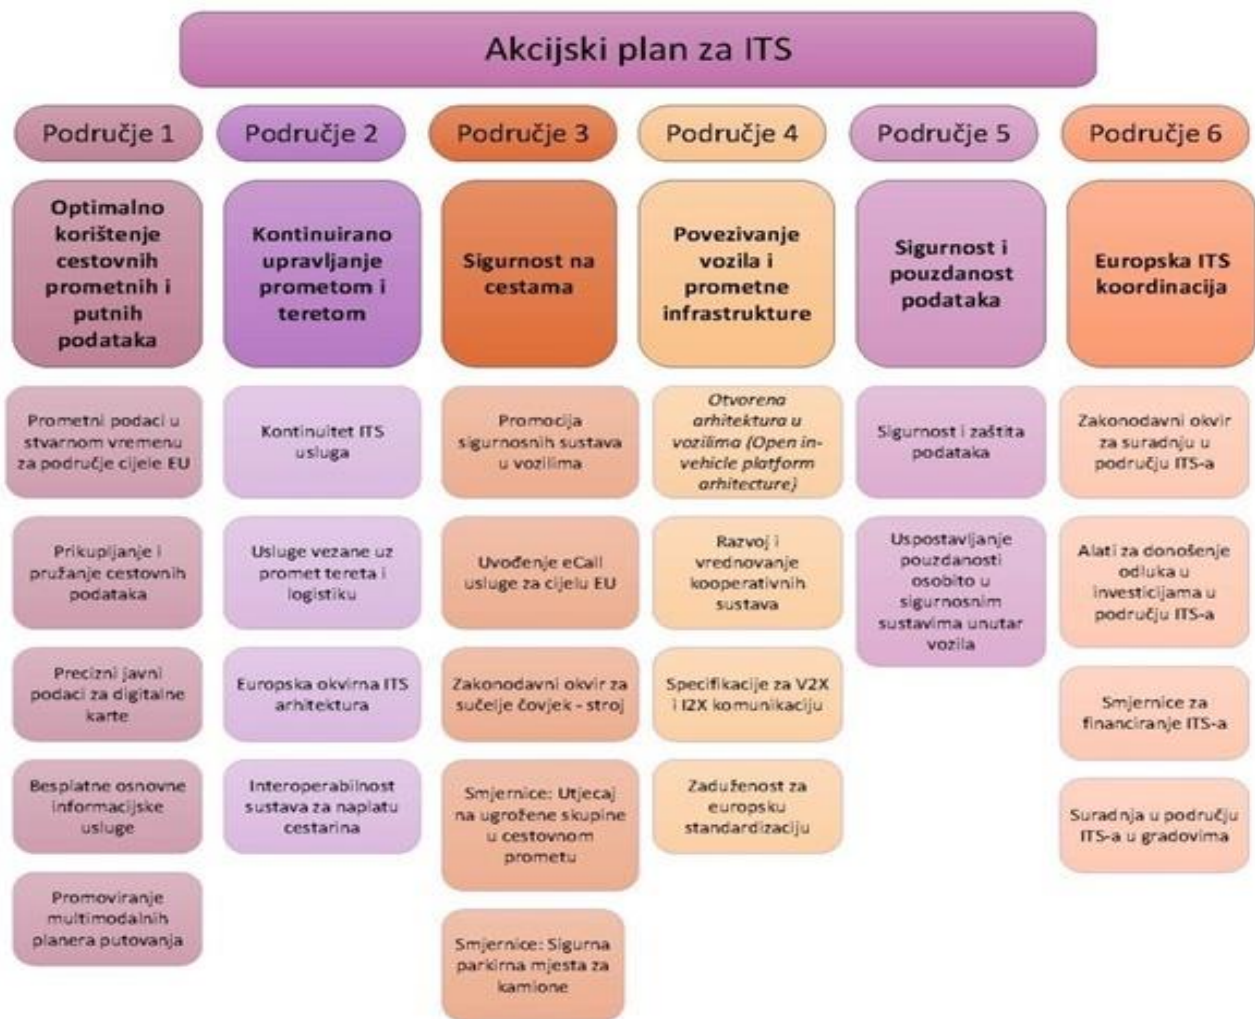 Akcijski plan za ITS
Područje 1
Područje 2
Područje 3
Područje 4
Područje 5
Područje 6
Optimalno
korištenje
cestovnih
prometnih i
putnih
podataka
Kontinuirano
upravljanje
prometom i
teretom
Sigurnost na
cestama
Povezivanje
vozila i
prometne
infrastrukture
Sigurnost i
pouzdanost
podataka
Europska ITS
koordinacija
Prometni podaci u
stvarnom vremenu
za područje cijele EU
Kontinuitet ITS
usluga
Promocija
sigurnosnih sustava
u vozilima
Otvorena
arhitektura u
vozilima (Open in-
vehicle platform
arhitecture)
Sigurnost i zaštita
podataka
Zakonodavni okvir
za suradnju u
području ITS-a
Prikupljanje i
pružanje cestovnih
podataka
Usluge vezane uz
promet tereta i
logistiku
Uvođenje eCall
usluge za cijelu EU
Razvoj i
vrednovanje
kooperativnih
sustava
Uspostavljanje
pouzdanosti
osobito u
sigurnosnim
sustavima unutar
vozila
Alati za donošenje
odluka u
investicijama u
području ITS-a
Precizni javni
podaci za digitalne
karte
Europska okvirna ITS
arhitektura
Zakonodavni okvir za
sučelje čovjek - stroj
Specifikacije za V2X
i I2X komunikaciju
Smjernice za
financiranje ITS-a
Besplatne osnovne
informacijske
usluge
Interoperabilnost
sustava za naplatu
cestarina
Smjernice: Utjecaj
na ugrožene skupine
u cestovnom
prometu
Zaduženost za
europsku
standardizaciju
Suradnja u području
ITS-a u gradovima
Promoviranje
multimodalnih
planera putovanja
Smjernice: Sigurna
parkirna mjesta za
kamione